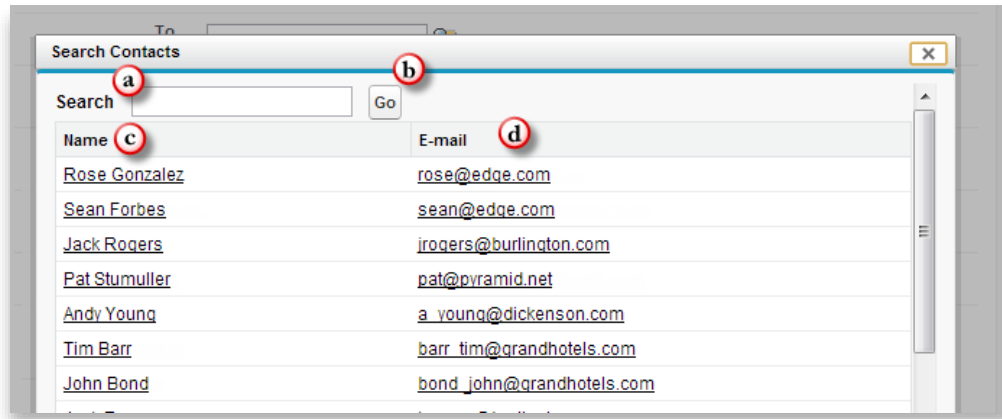 To
Search Contacts
a
b
Search
Go
Name c
E-mail d
Rose Gonzalez rose@edge.com
Sean Forbes sean@edge.com
Jack Rogers jrogers@burlington.com
Pat Stumuller pat@pyramid.net
Andy Young a_young@dickenson.com
Tim Barr barr_tim@grandhotels.com
John Bond bond_john@grandhotels.com